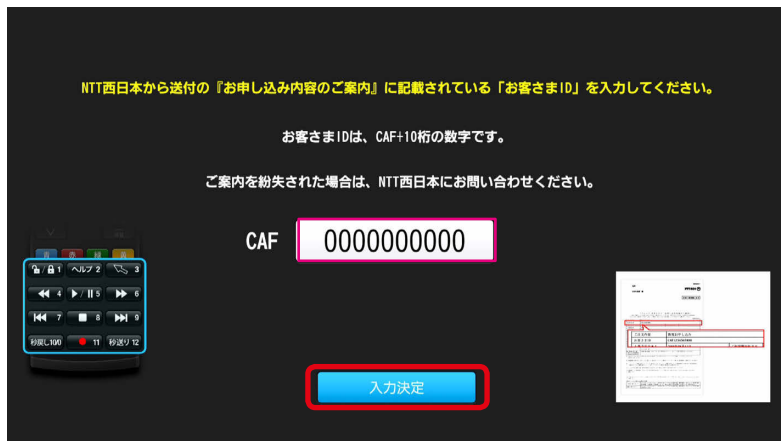 NTT西日本から送付の『お申し込み内容のご案内』に記載されている「お客さまID」を入力してください。
お客さまIDは、CAF+10桁の数字です。
ご案内を紛失された場合は、NTT西日本にお問い合わせください。
CAF 0000000000
青 赤 緑 黄
1 ヘルプ 2 3
4 5 6
7 8 9
秒戻し10/0 11 秒送り 12
入力決定